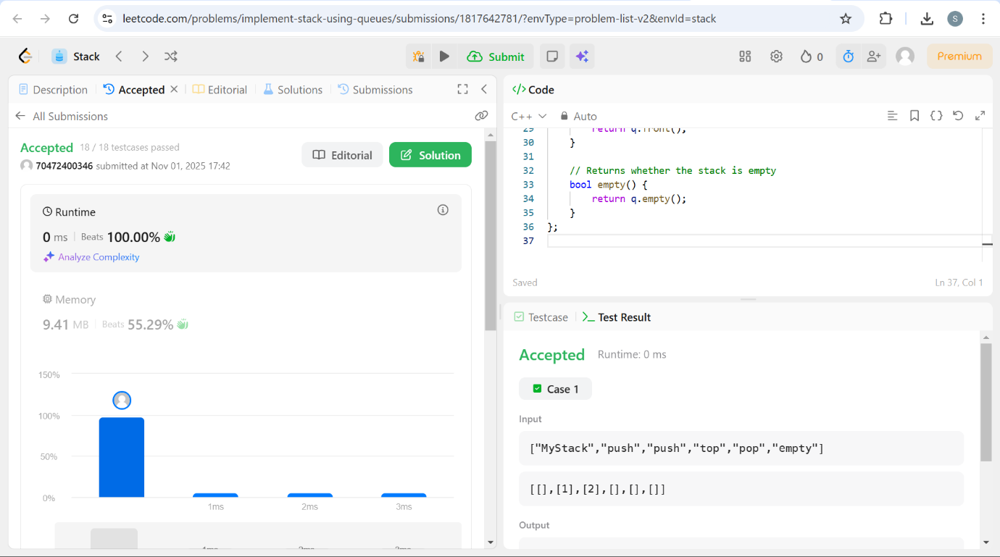 leetcode.com/problems/implement-stack-using-queues/submissions/1817642781/?envType=problem-list-v2&envId=stack
S
Stack
Submit
0
Premium
Description
Accepted
Editorial
Solutions
Submissions
All Submissions
Accepted 18 / 18 testcases passed
70472400346 submitted at Nov 01, 2025 17:42
Editorial
Solution
Runtime
0 ms Beats 100.00%
Analyze Complexity
Memory
9.41 MB Beats 55.29%
150%
100%
50%
0%
1ms 2ms 3ms
1ms 2ms 3ms
</> Code
C++ Auto
29 return q.front();
30 }
31
32 // Returns whether the stack is empty
33 bool empty() {
34 return q.empty();
35 }
36 };
37
Saved Ln 37, Col 1
Testcase
Test Result
Accepted Runtime: 0 ms
Case 1
Input
["MyStack","push","push","top","pop","empty"]
[[],[1],[2],[],[],[]]
Output